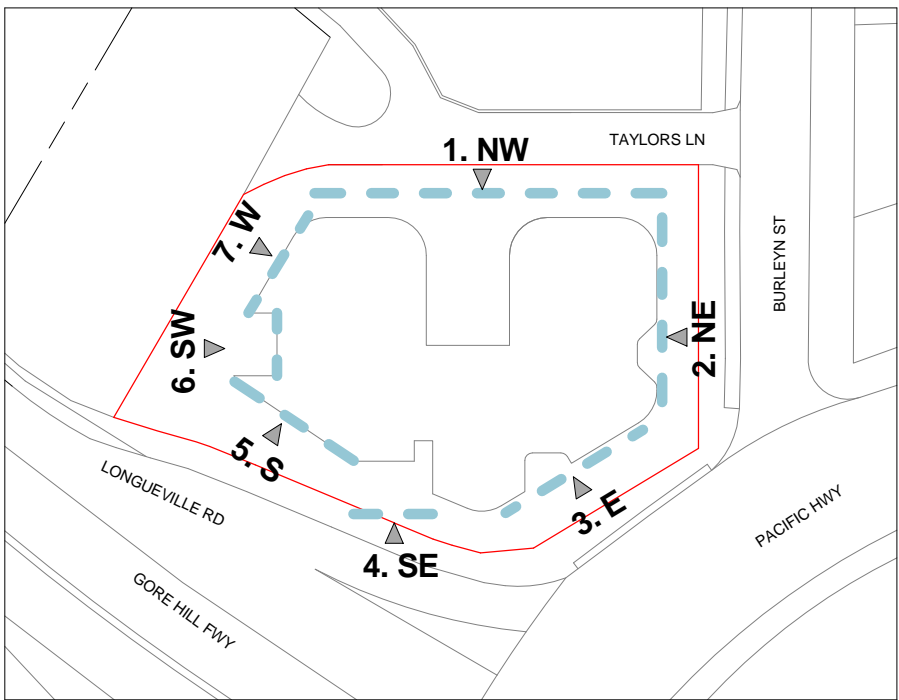 TAYLORS LN
1. NW
7. W
BURLEYN ST
2. NE
6. SW
5. S
3. E
LONGUEVILLE RD
PACIFIC HWY
4. SE
GORE HILL FWY